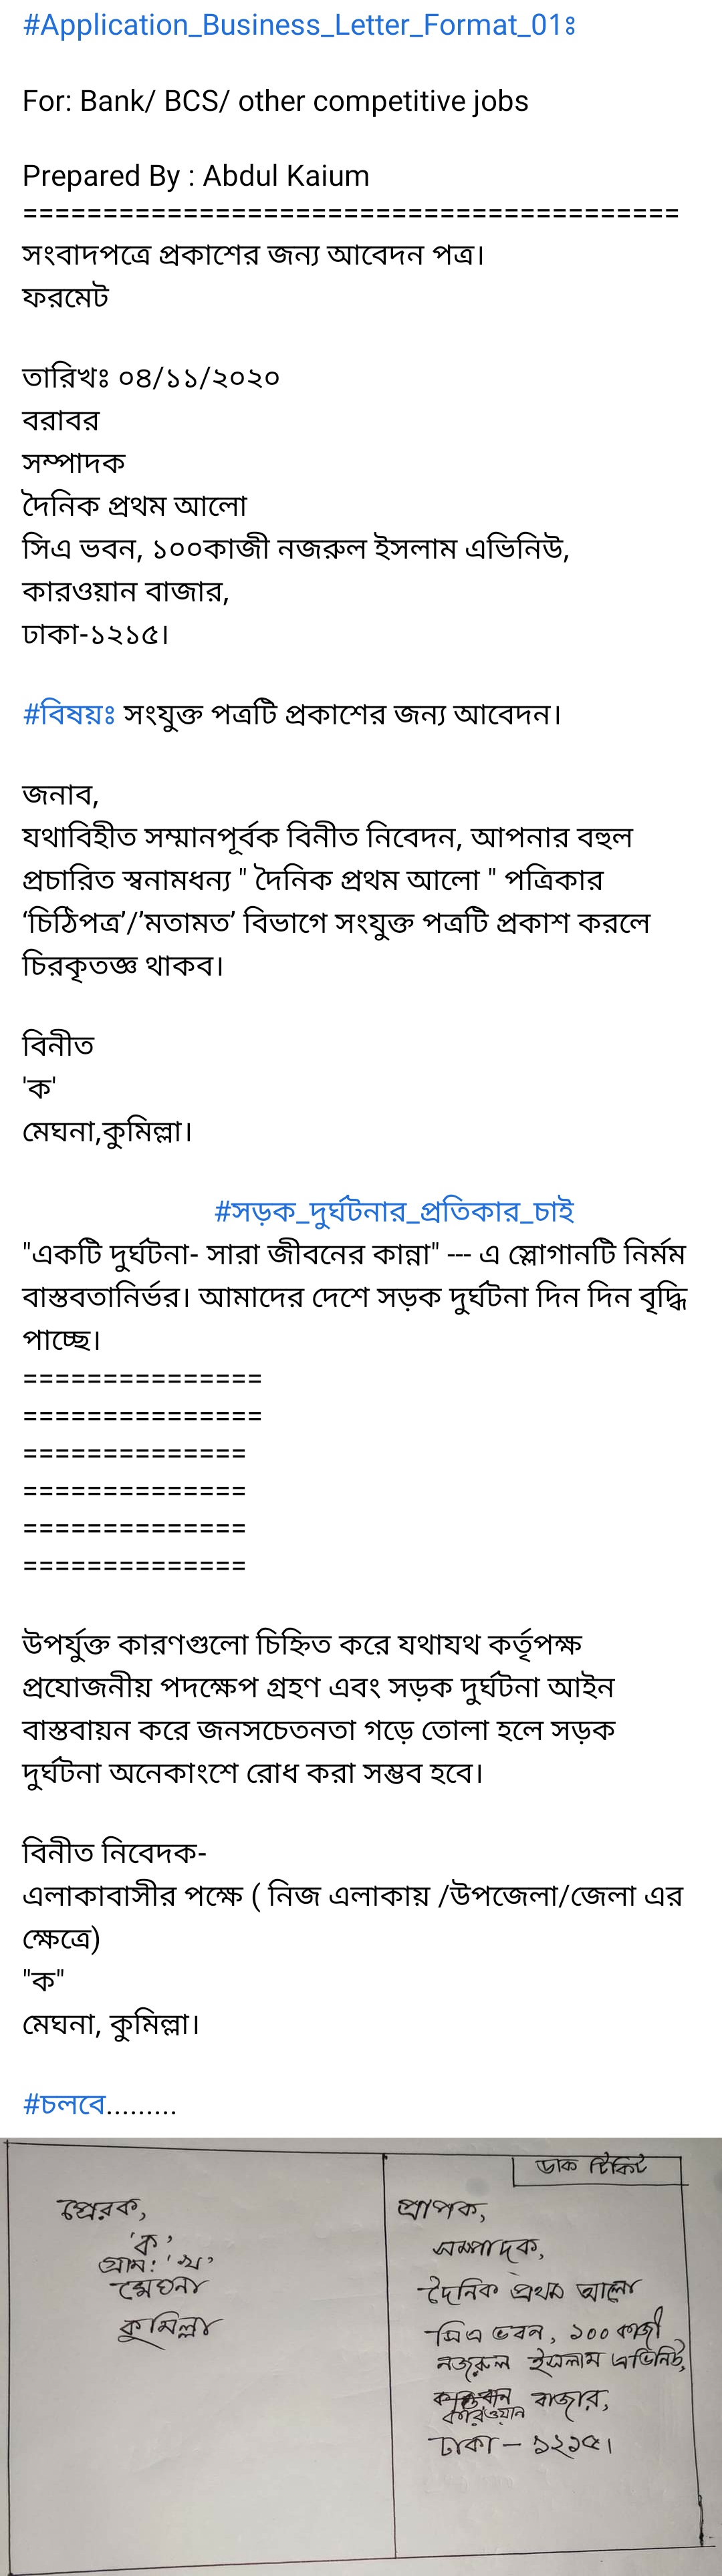 #Application_Business_Letter_Format_01ঃ
For: Bank/ BCS/ other competitive jobs
Prepared By : Abdul Kaium
===========================================
সংবাদপত্রে প্রকাশের জন্য আবেদন পত্র।
ফরমেট
তারিখঃ ০৪/১১/২০২০
বরাবর
সম্পাদক
দৈনিক প্রথম আলো
সিএ ভবন, ১০০কাজী নজরুল ইসলাম এভিনিউ,
কারওয়ান বাজার,
ঢাকা-১২১৫।
#বিষয়ঃ সংযুক্ত পত্রটি প্রকাশের জন্য আবেদন।
জনাব,
যথাবিহীত সম্মানপূর্বক বিনীত নিবেদন, আপনার বহুল
প্রচারিত স্বনামধন্য " দৈনিক প্রথম আলো " পত্রিকার
‘চিঠিপত্র’/’মতামত’ বিভাগে সংযুক্ত পত্রটি প্রকাশ করলে
চিরকৃতজ্ঞ থাকব।
বিনীত
'ক'
মেঘনা,কুমিল্লা।
#সড়ক_দুর্ঘটনার_প্রতিকার_চাই
"একটি দুর্ঘটনা- সারা জীবনের কান্না" --- এ স্লোগানটি নির্মম
বাস্তবতানির্ভর। আমাদের দেশে সড়ক দুর্ঘটনা দিন দিন বৃদ্ধি
পাচ্ছে।
===============
===============
==============
==============
==============
==============
উপর্যুক্ত কারণগুলো চিহ্নিত করে যথাযথ কর্তৃপক্ষ
প্রযোজনীয় পদক্ষেপ গ্রহণ এবং সড়ক দুর্ঘটনা আইন
বাস্তবায়ন করে জনসচেতনতা গড়ে তোলা হলে সড়ক
দুর্ঘটনা অনেকাংশে রোধ করা সম্ভব হবে।
বিনীত নিবেদক-
এলাকাবাসীর পক্ষে ( নিজ এলাকায় /উপজেলা/জেলা এর
ক্ষেত্রে)
"ক"
মেঘনা, কুমিল্লা।
#চলবে.........
প্রেরক,
'ক'
গ্রাম: 'খ'
মেঘনা
কুমিল্লা
ডাক টিকিট
প্রাপক,
সম্পাদক,
দৈনিক প্রথম আলো
সিএ ভবন, ১০০ কাজী
নজরুল ইসলাম এভিনিউ,
কারওয়ান বাজার,
ঢাকা - ১২১৫।